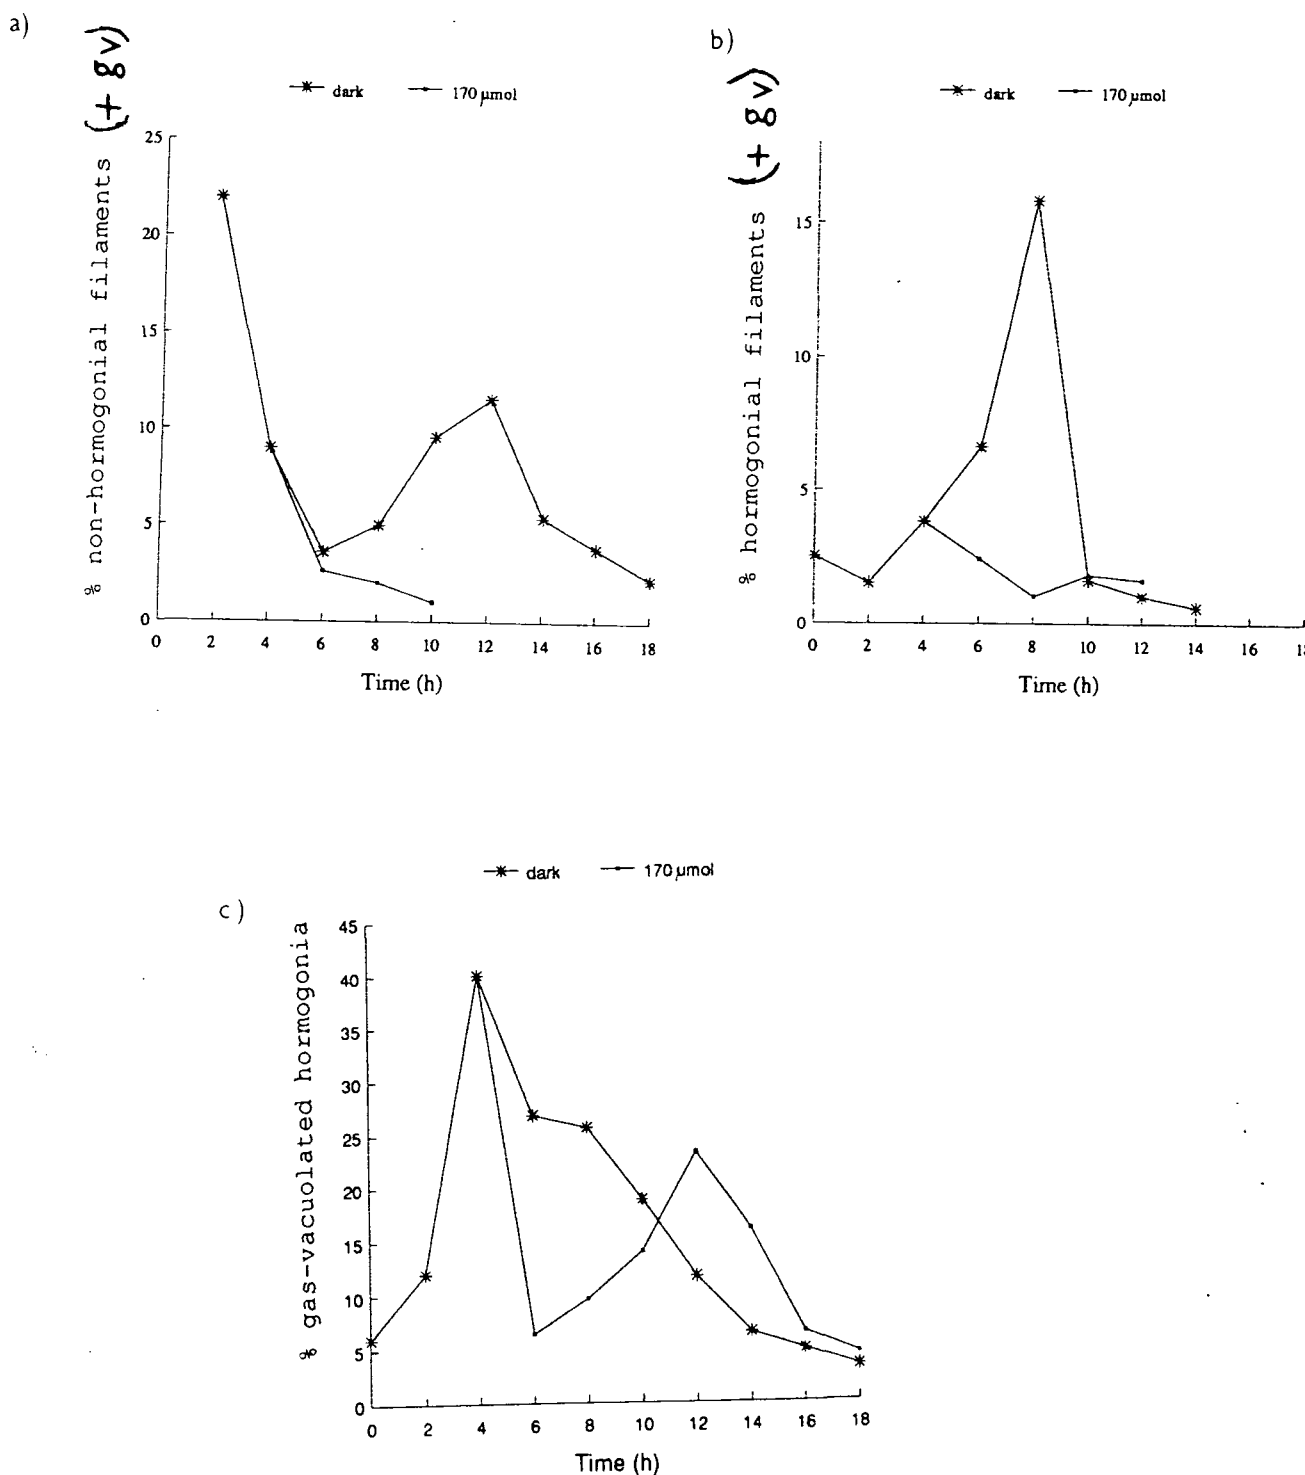 a)
% non-hormogonial filaments (+ gv)
dark 170 µmol
25
20
15
10
5
0
0 2 4 6 8 10 12 14 16 18
Time (h)
b)
% hormogonial filaments (+ gv)
dark 170 µmol
15
10
5
0
0 2 4 6 8 10 12 14 16 18
Time (h)
c)
% gas-vacuolated hormogonia
dark 170 µmol
45
40
35
30
25
20
15
10
5
0
0 2 4 6 8 10 12 14 16 18
Time (h)